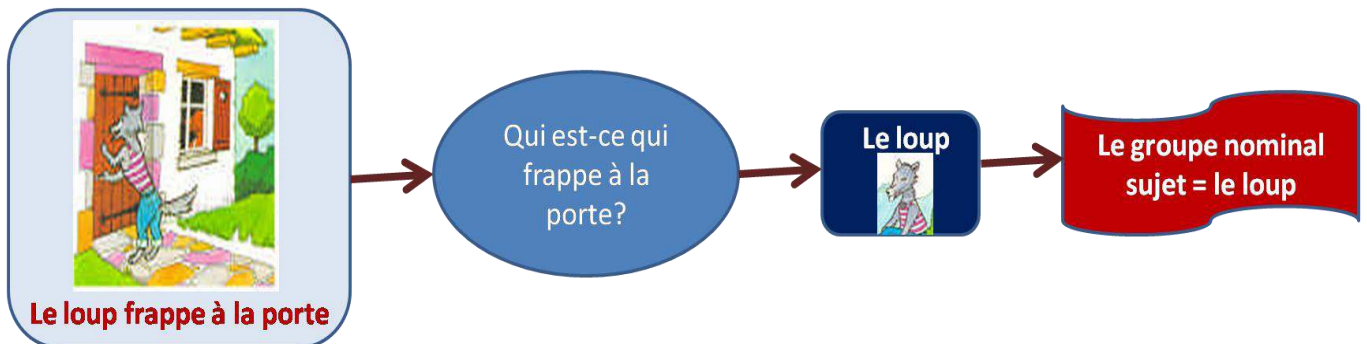 Le loup frappe à la porte
Qui est-ce qui
frappe à la
porte?
Le loup
Le groupe nominal
sujet = le loup